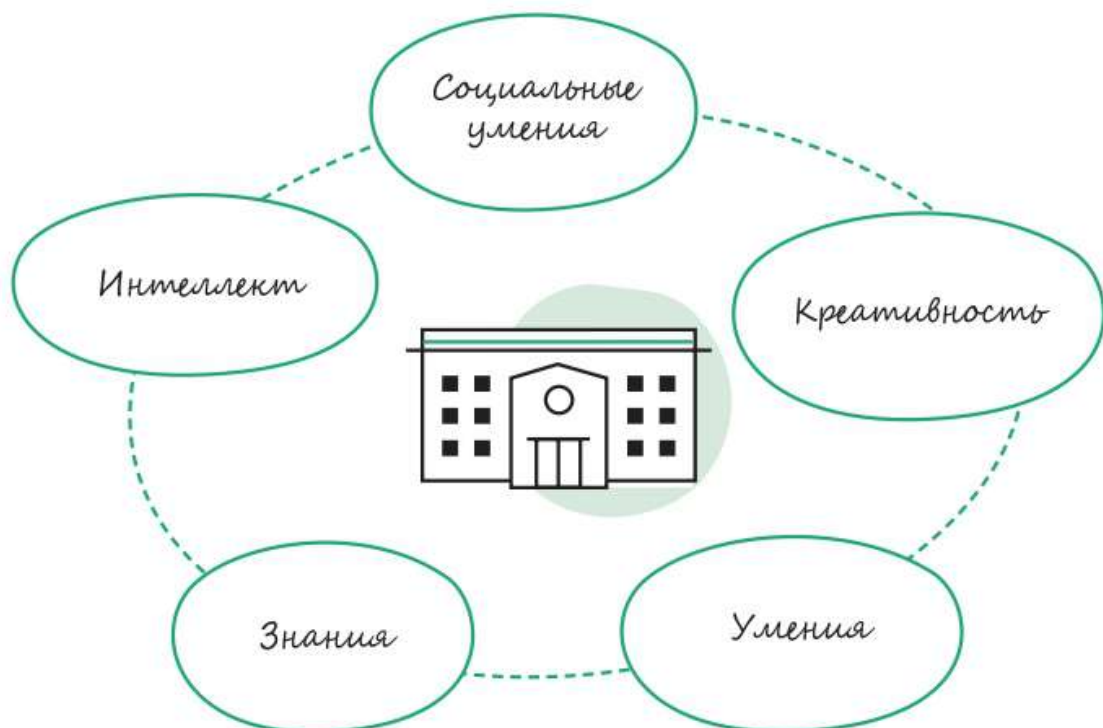 Социальные
умения
Интеллект
Креативность
Знания
Умения